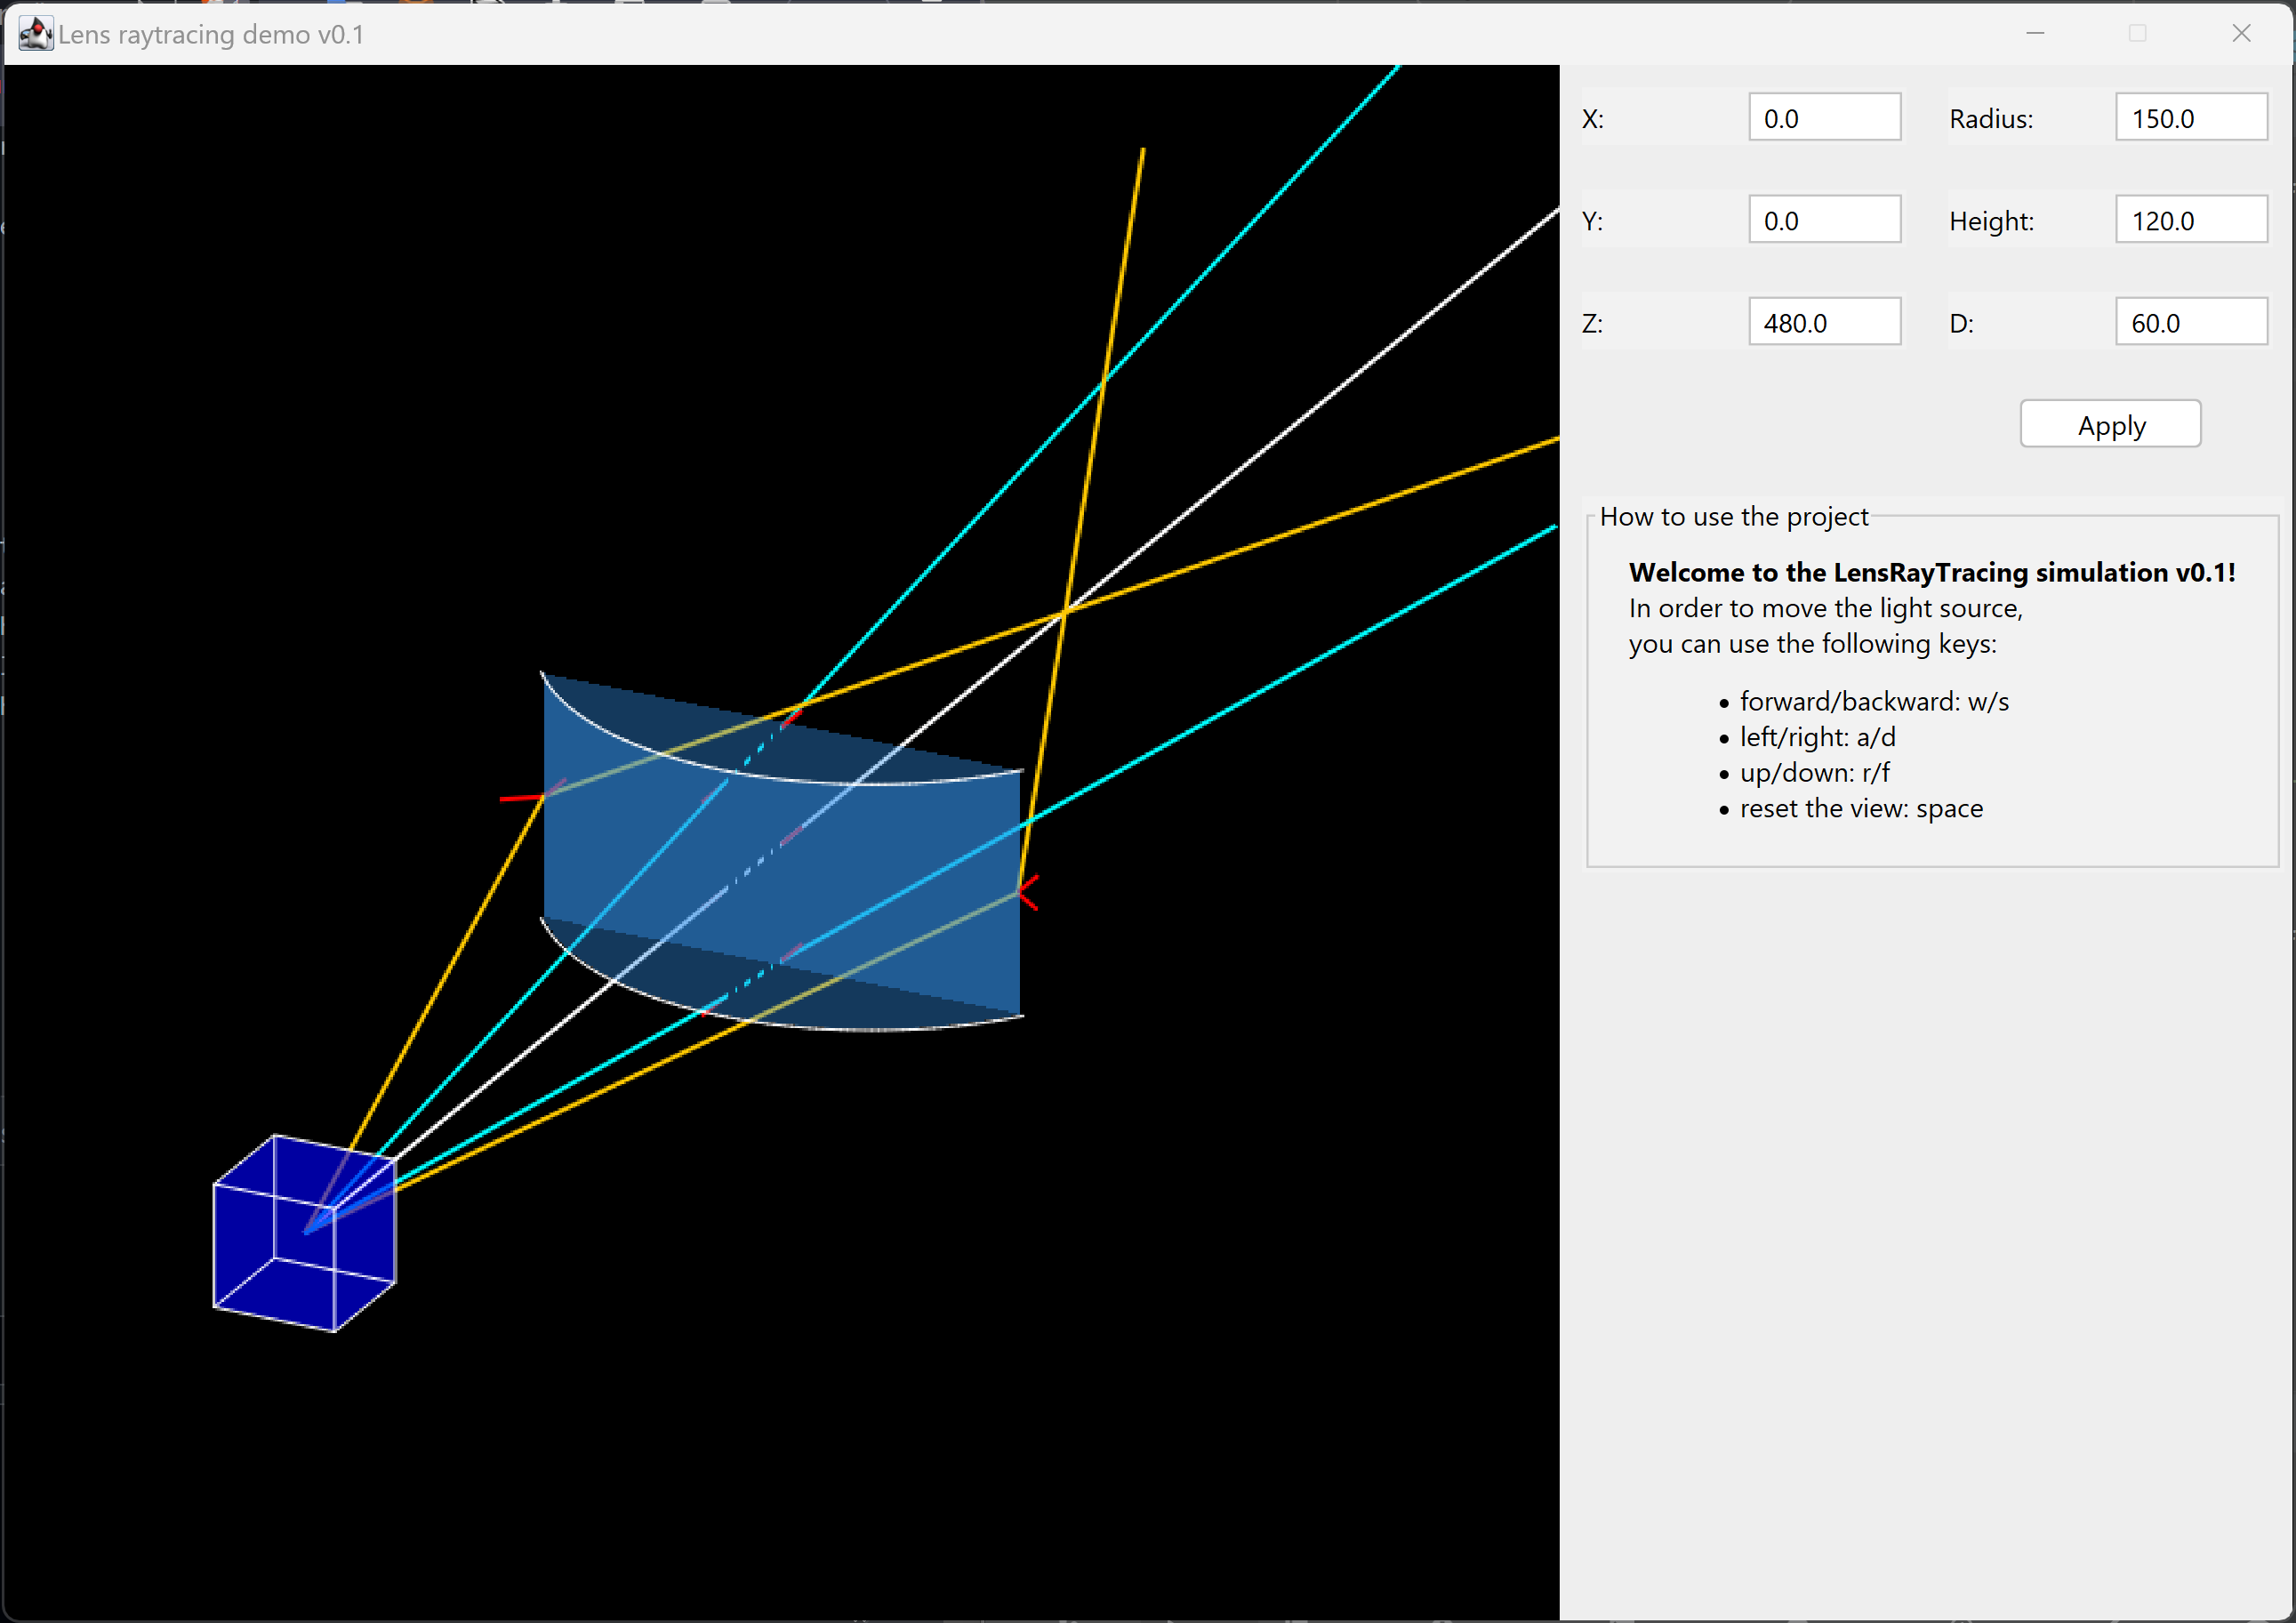 Lens raytracing demo v0.1
X: 0.0 Radius: 150.0
Y: 0.0 Height: 120.0
Z: 480.0 D: 60.0
Apply
How to use the project
Welcome to the LensRayTracing simulation v0.1!
In order to move the light source,
you can use the following keys:
• forward/backward: w/s
• left/right: a/d
• up/down: r/f
• reset the view: space